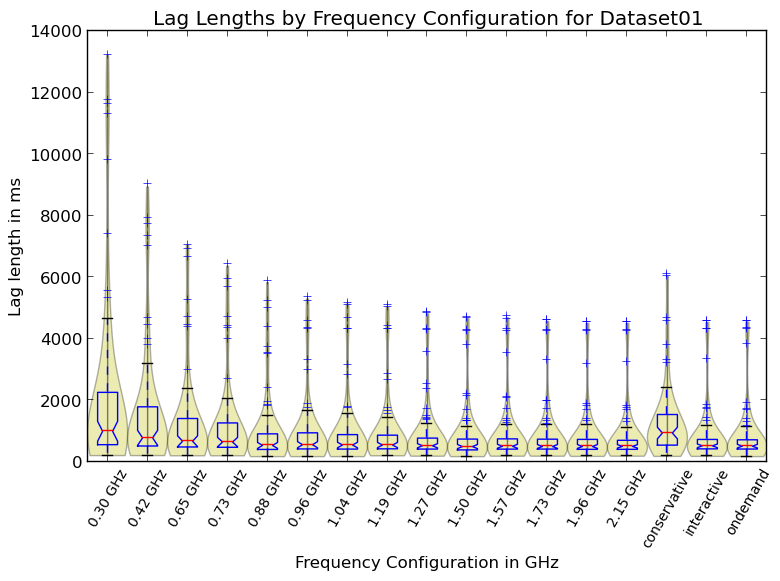 Lag Lengths by Frequency Configuration for Dataset01
Lag length in ms
14000
12000
10000
8000
6000
4000
2000
0
0.30 GHz
0.42 GHz
0.65 GHz
0.73 GHz
0.88 GHz
0.96 GHz
1.04 GHz
1.19 GHz
1.27 GHz
1.50 GHz
1.57 GHz
1.73 GHz
1.96 GHz
2.15 GHz
conservative
interactive
ondemand
Frequency Configuration in GHz